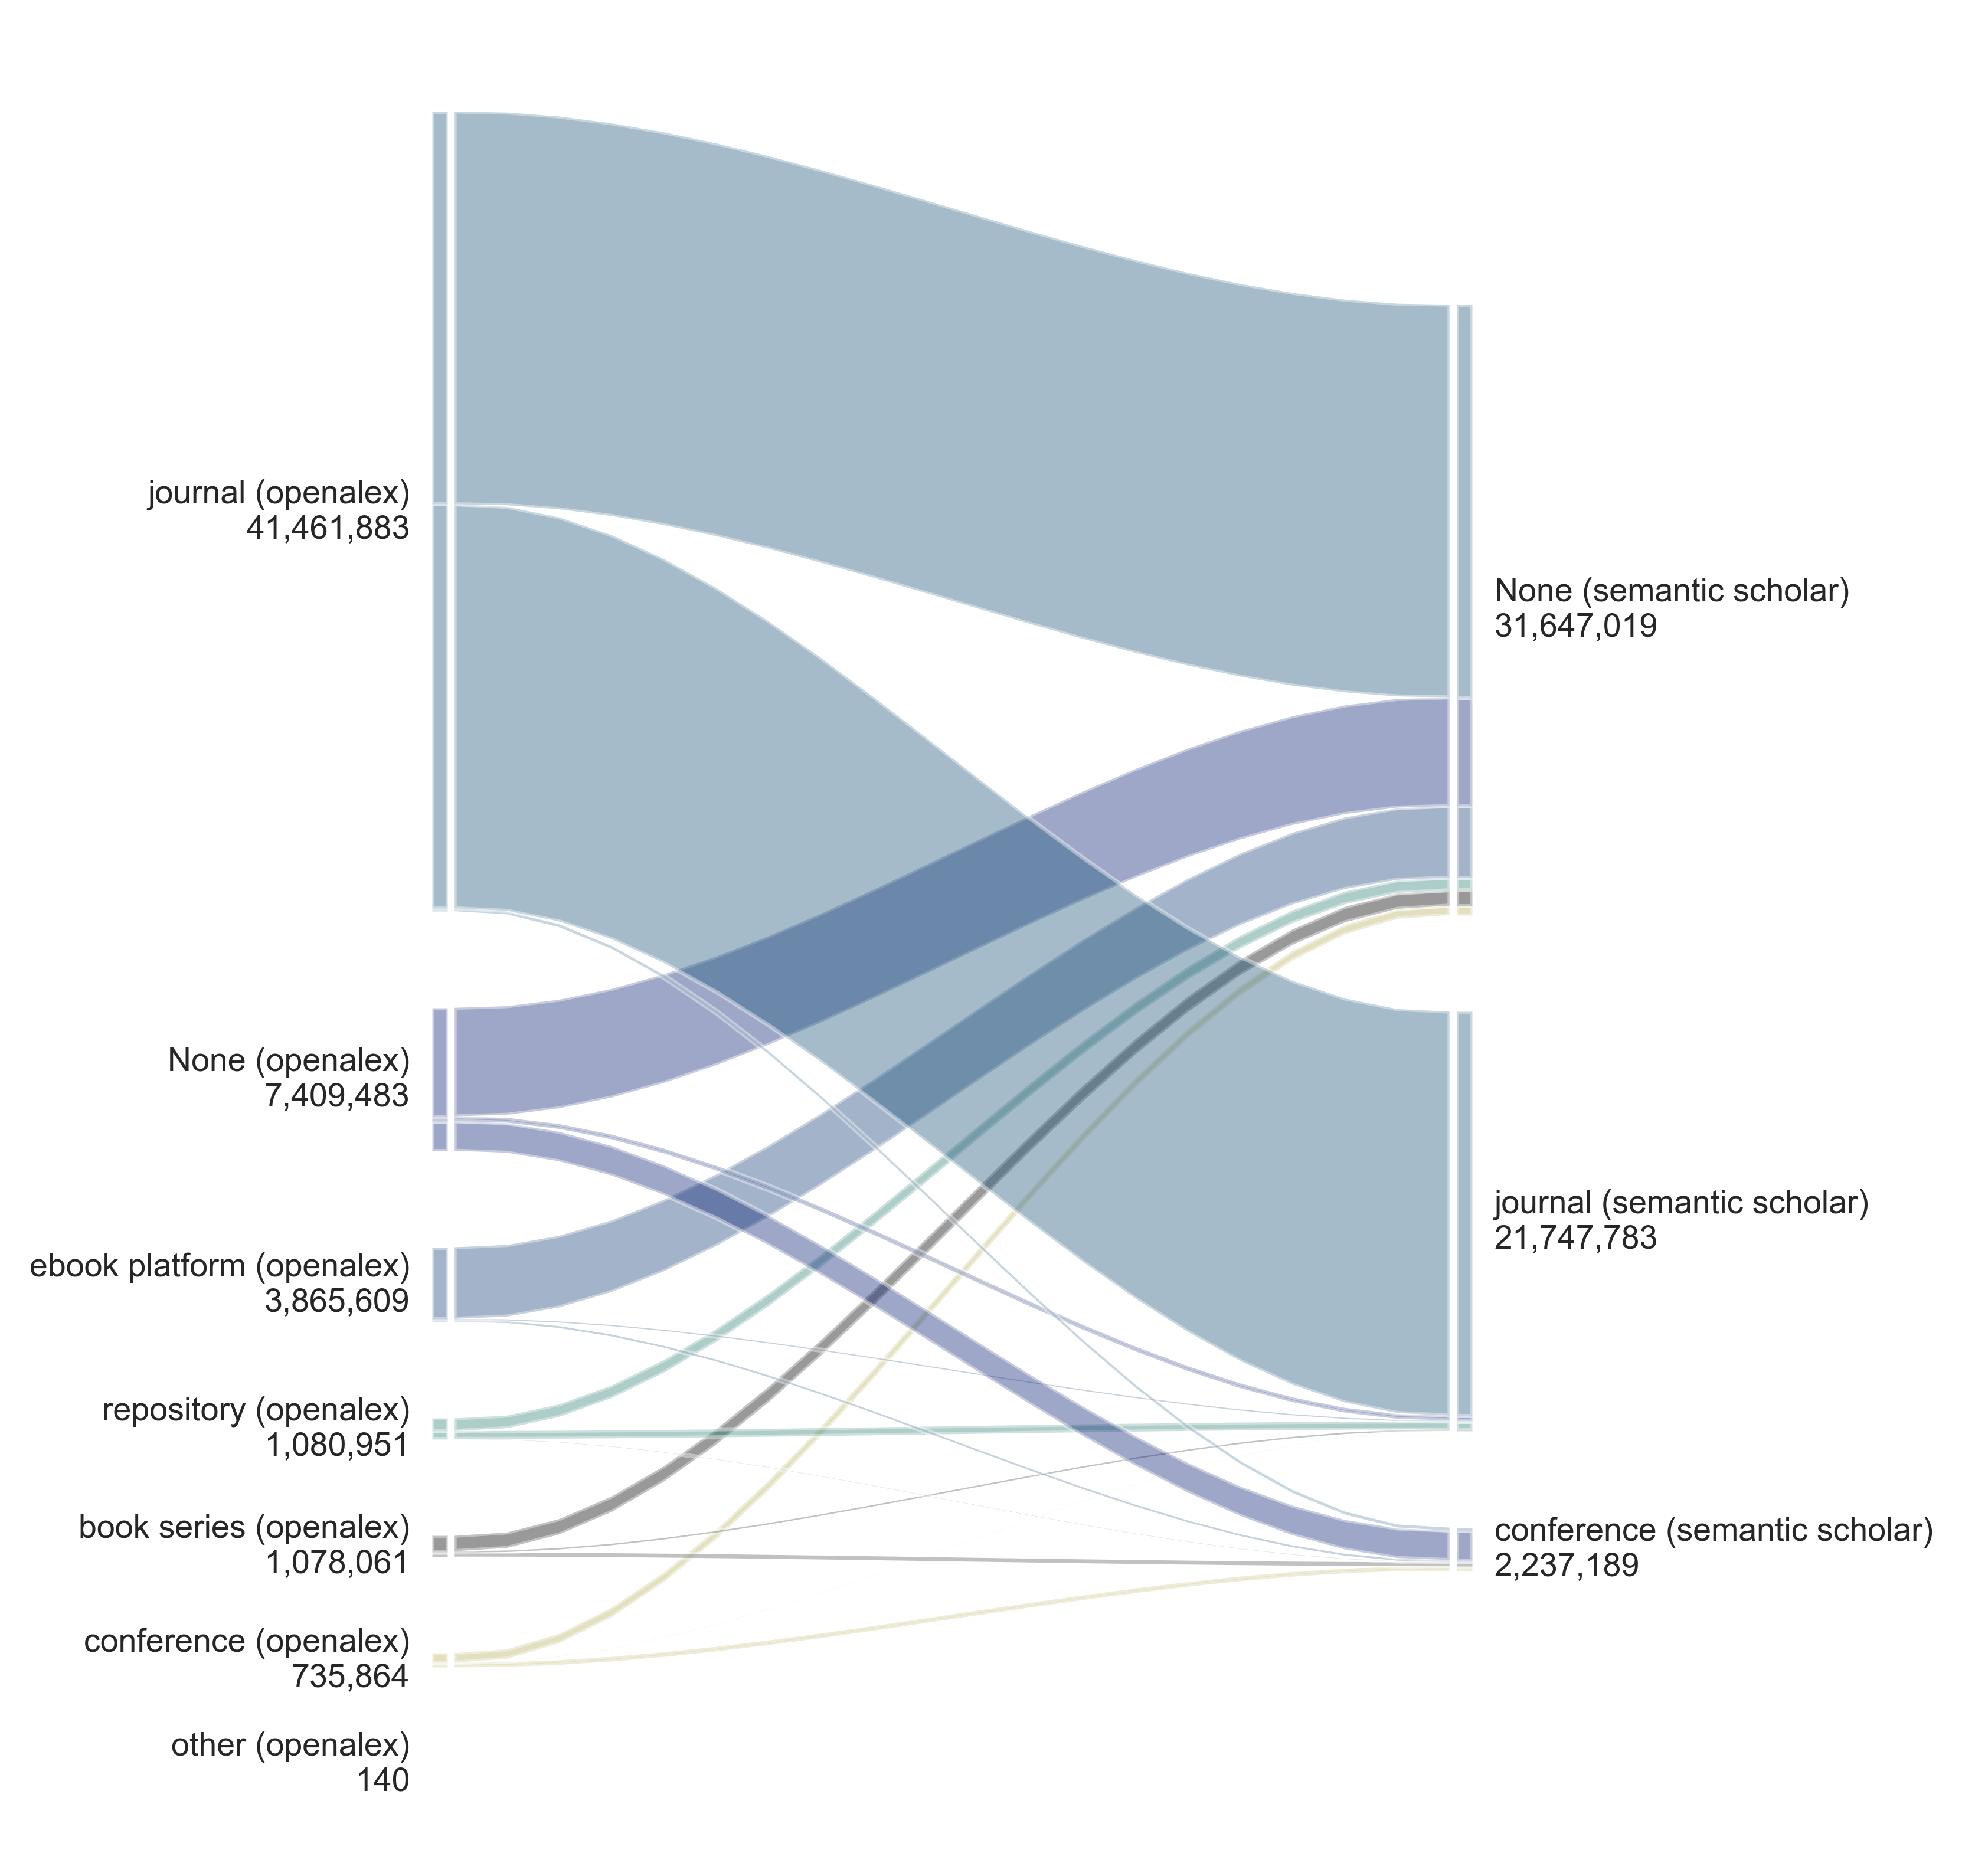 journal (openalex)
41,461,883
None (openalex)
7,409,483
ebook platform (openalex)
3,865,609
repository (openalex)
1,080,951
book series (openalex)
1,078,061
conference (openalex)
735,864
other (openalex)
140
None (semantic scholar)
31,647,019
journal (semantic scholar)
21,747,783
conference (semantic scholar)
2,237,189